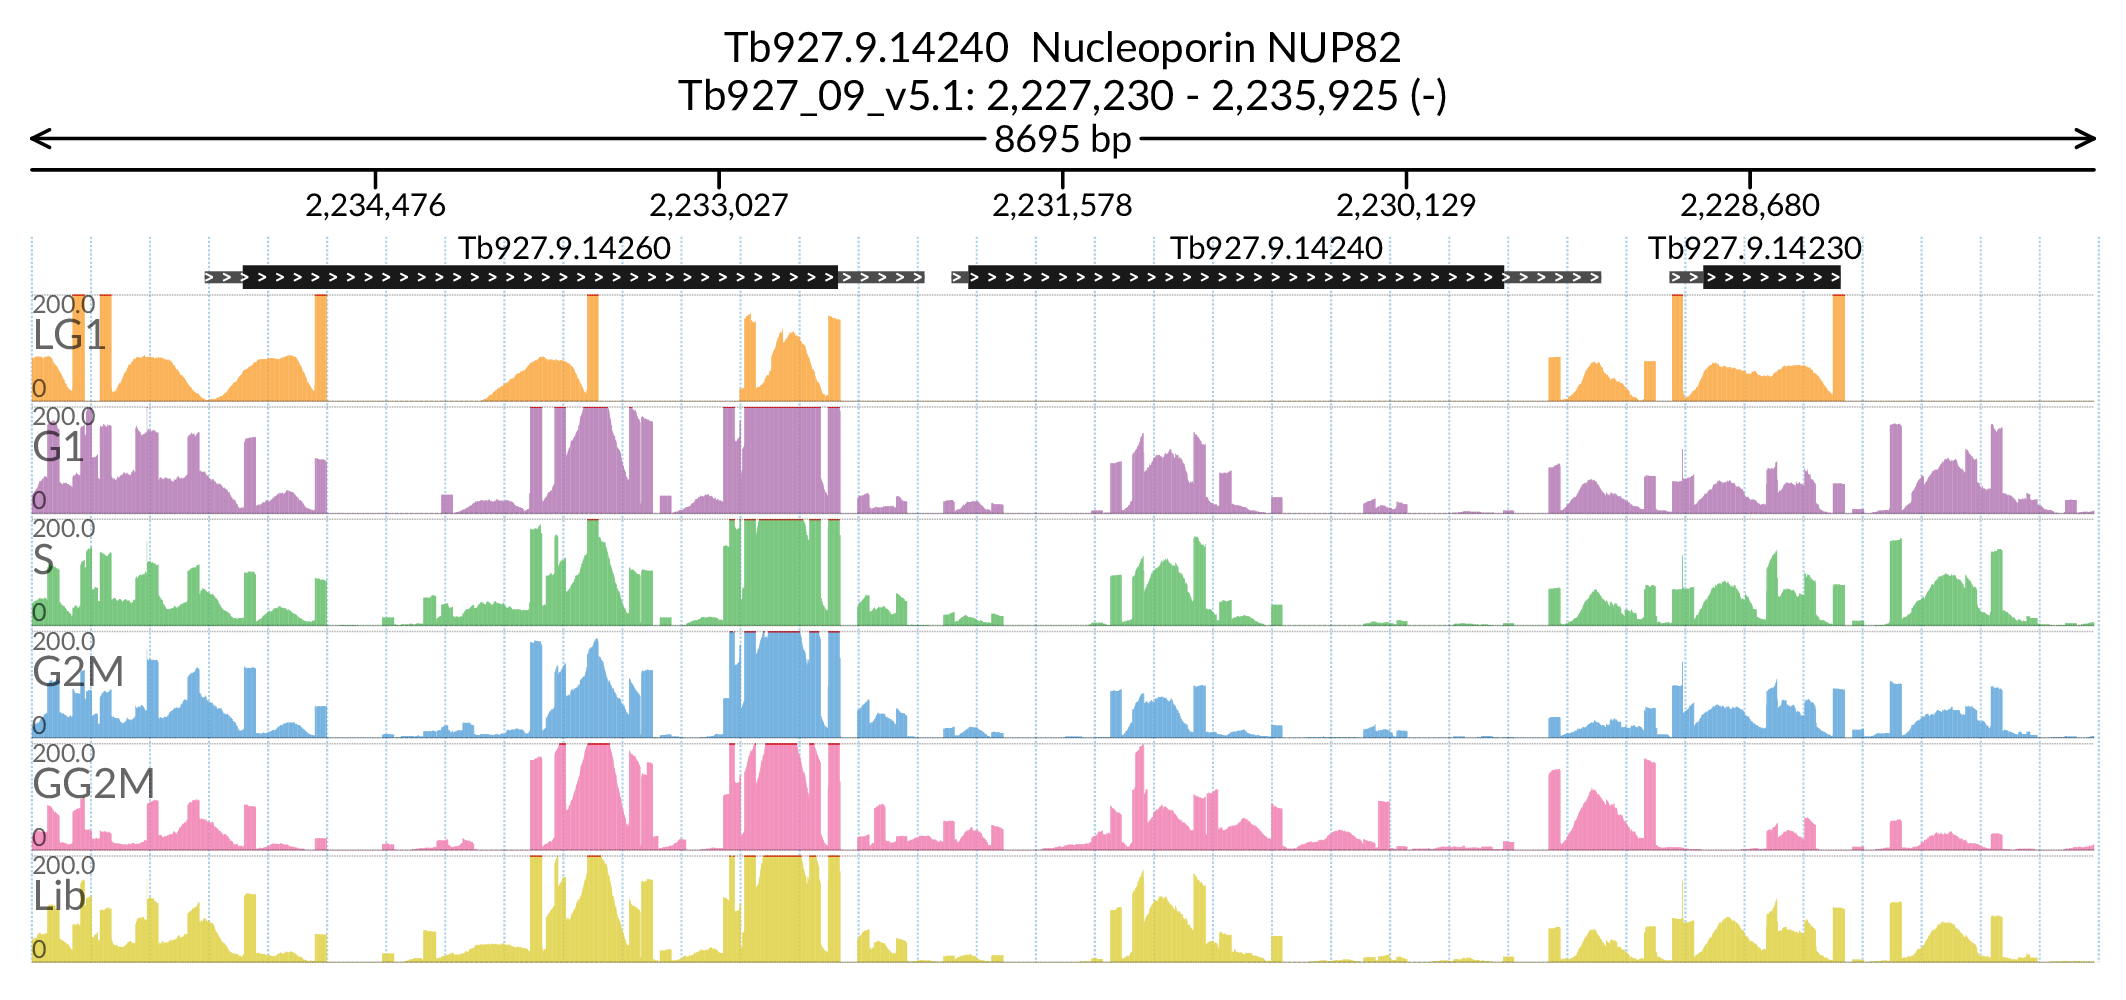 Tb927.9.14240 Nucleoporin NUP82
Tb927_09_v5.1: 2,227,230 - 2,235,925 (-)
8695 bp
2,234,476 2,233,027 2,231,578 2,230,129 2,228,680
Tb927.9.14260 Tb927.9.14240 Tb927.9.14230
200.0
LG1
0
200.0
G1
0
200.0
S
0
200.0
G2M
0
200.0
GG2M
0
200.0
Lib
0